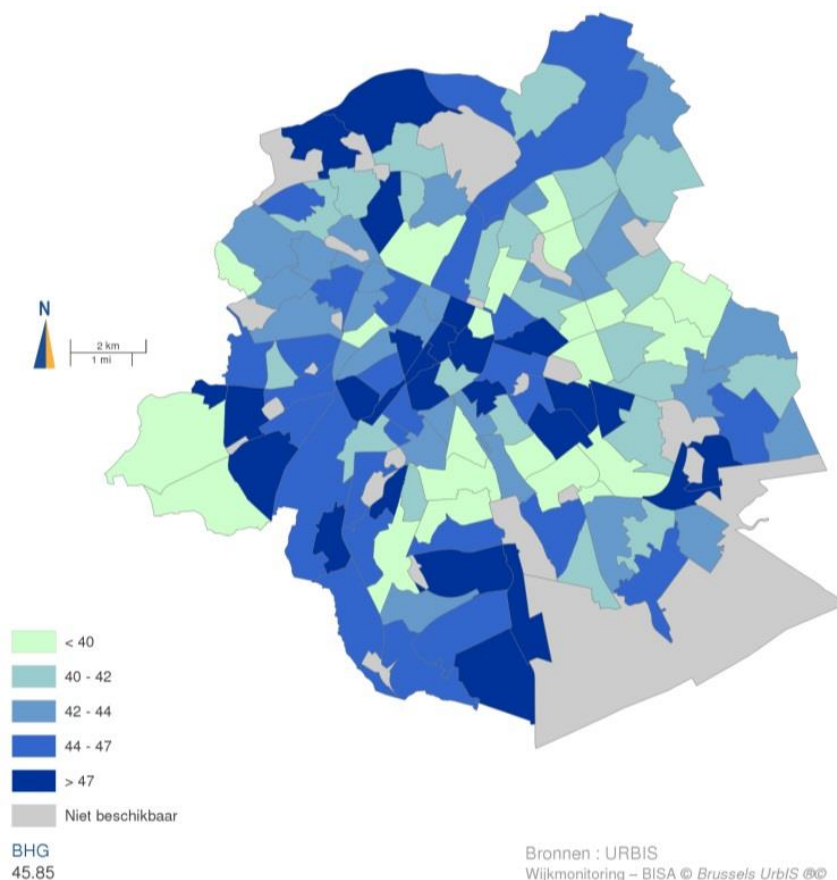 N
2 km
1 mi
< 40
40 - 42
42 - 44
44 - 47
> 47
Niet beschikbaar
BHG
45.85
Bronnen : URBIS
Wijkmonitoring – BISA © Brussels UrbIS ®©